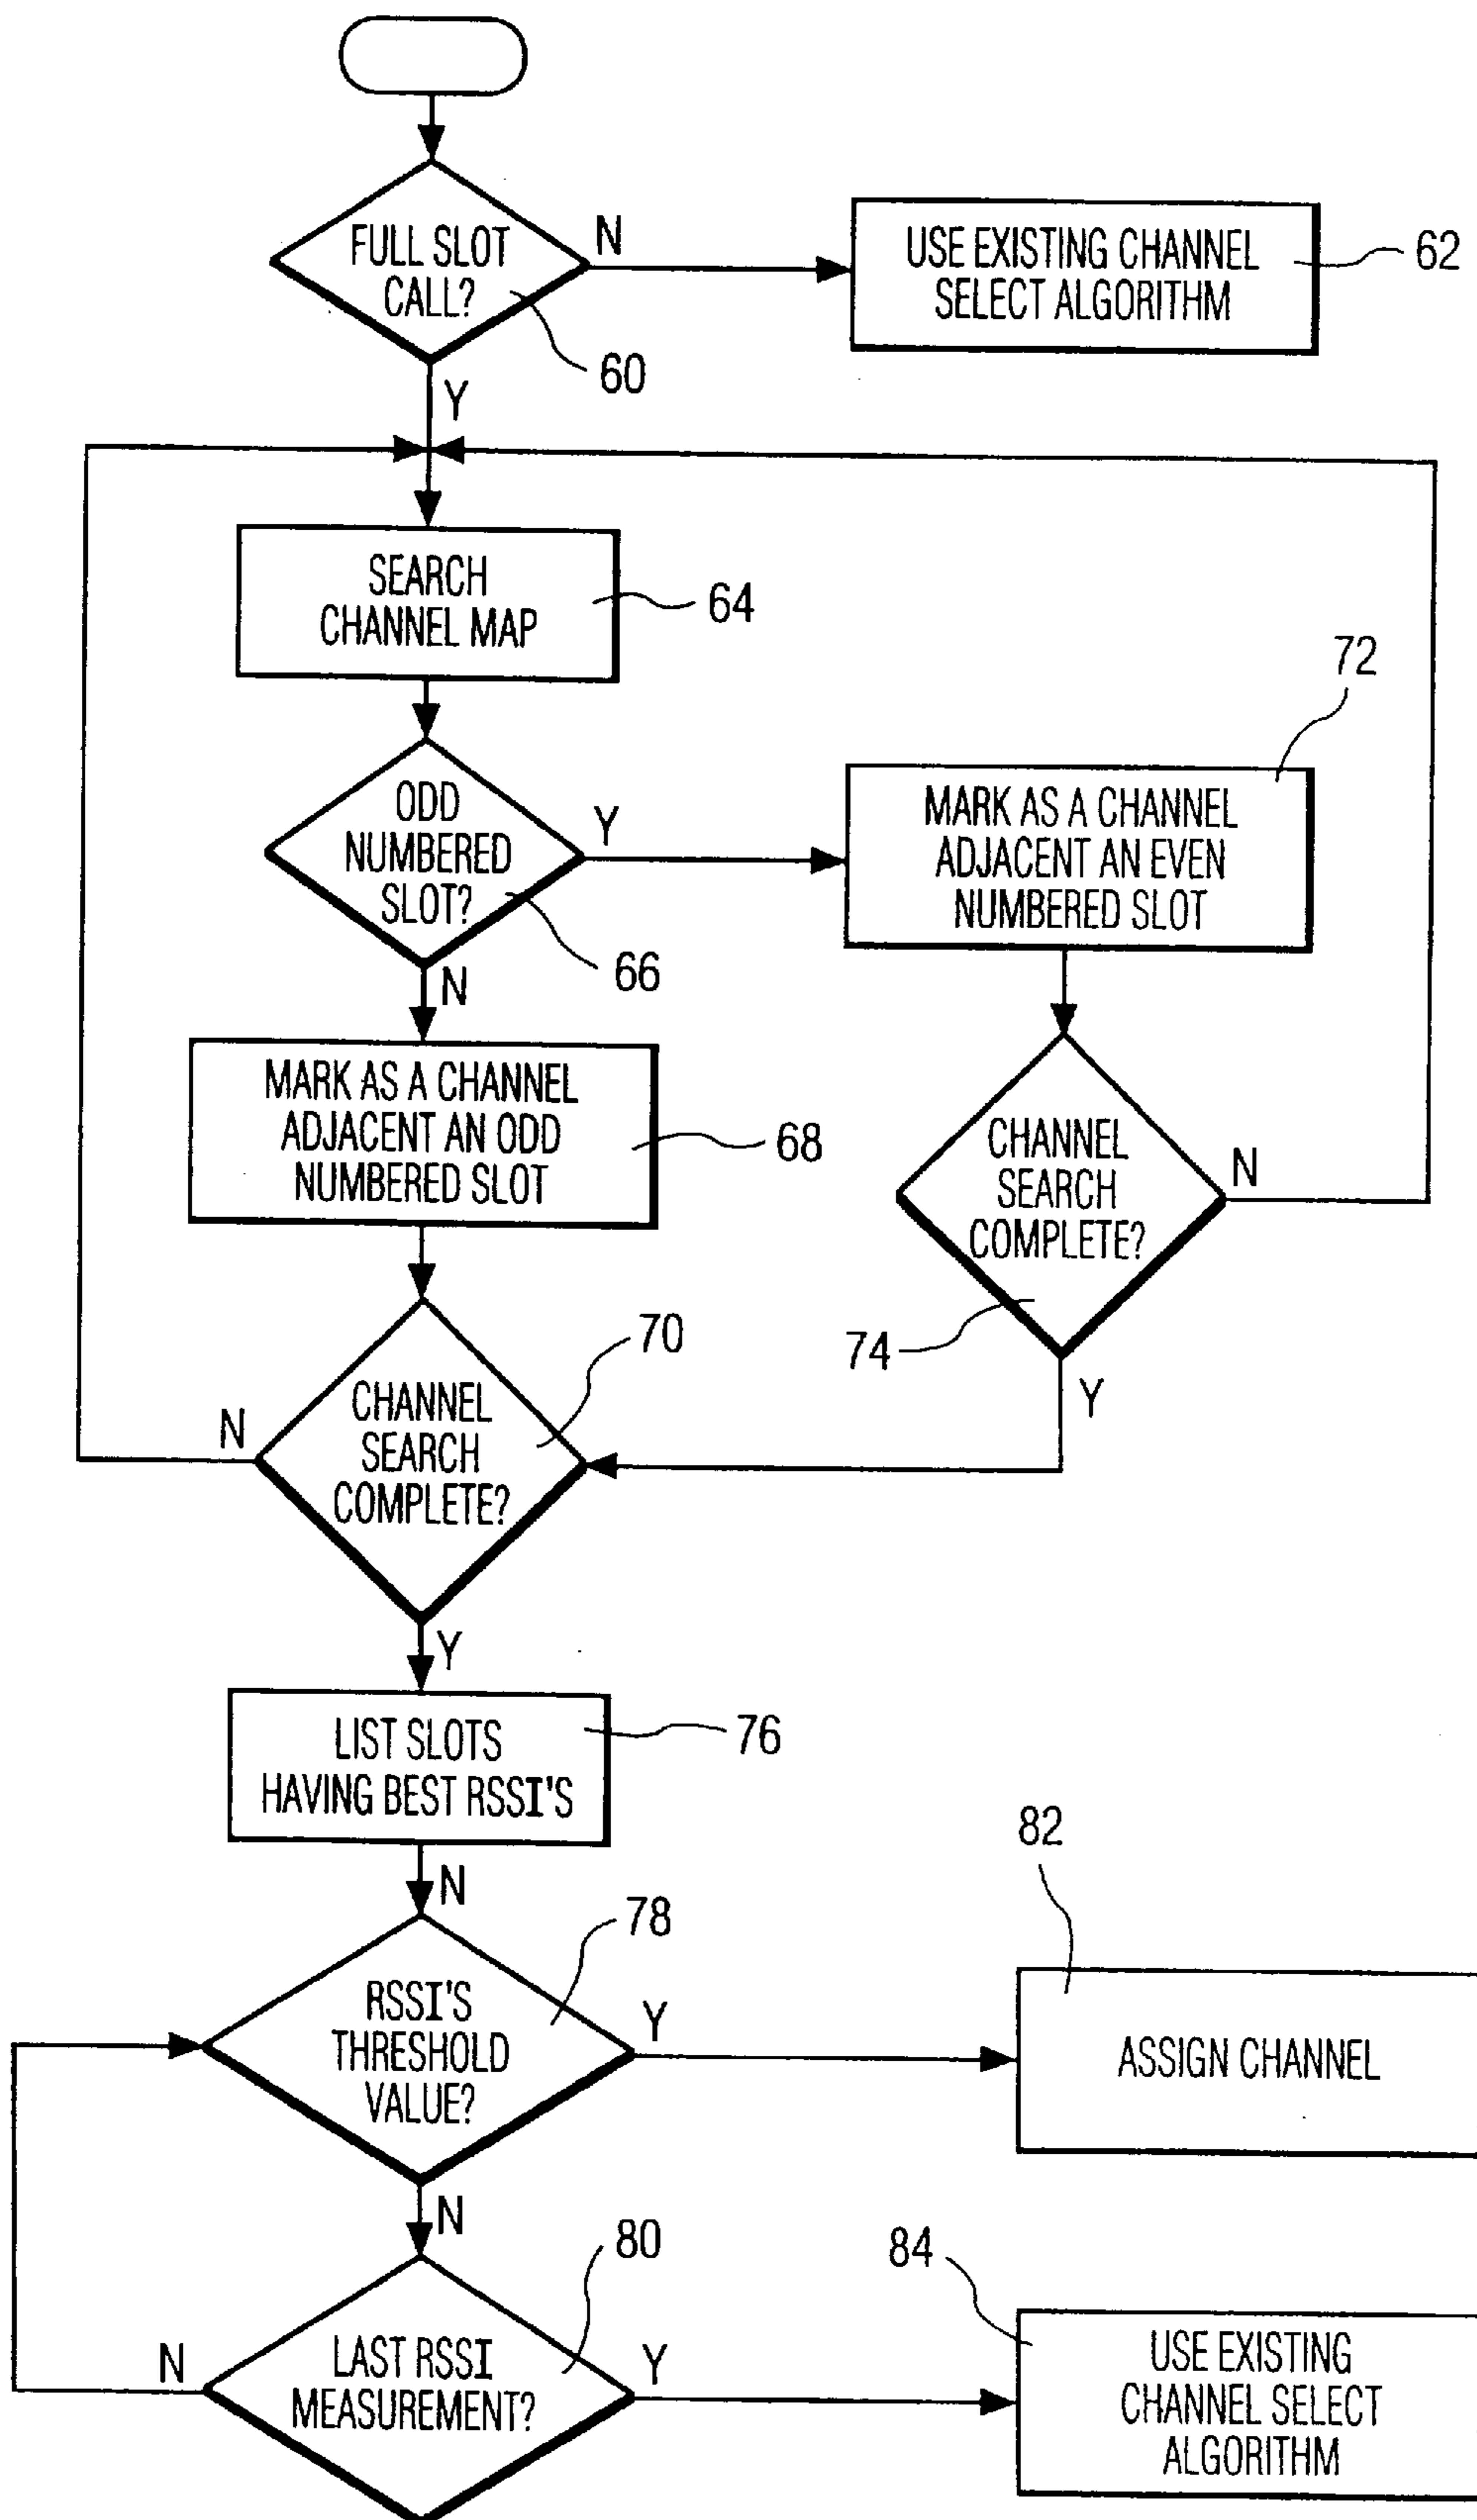 FULL SLOT
CALL?
N
60
Y
USE EXISTING CHANNEL
SELECT ALGORITHM
62
SEARCH
CHANNEL MAP
64
ODD
NUMBERED
SLOT?
Y
66
N
72
MARK AS A CHANNEL
ADJACENT AN EVEN
NUMBERED SLOT
MARK AS A CHANNEL
ADJACENT AN ODD
NUMBERED SLOT
68
CHANNEL
SEARCH
COMPLETE?
N
74
Y
70
CHANNEL
SEARCH
COMPLETE?
N
Y
LIST SLOTS
HAVING BEST RSSI'S
76
N
78
RSSI'S
THRESHOLD
VALUE?
Y
82
ASSIGN CHANNEL
N
80
LAST RSSI
MEASUREMENT?
N
Y
84
USE EXISTING
CHANNEL SELECT
ALGORITHM